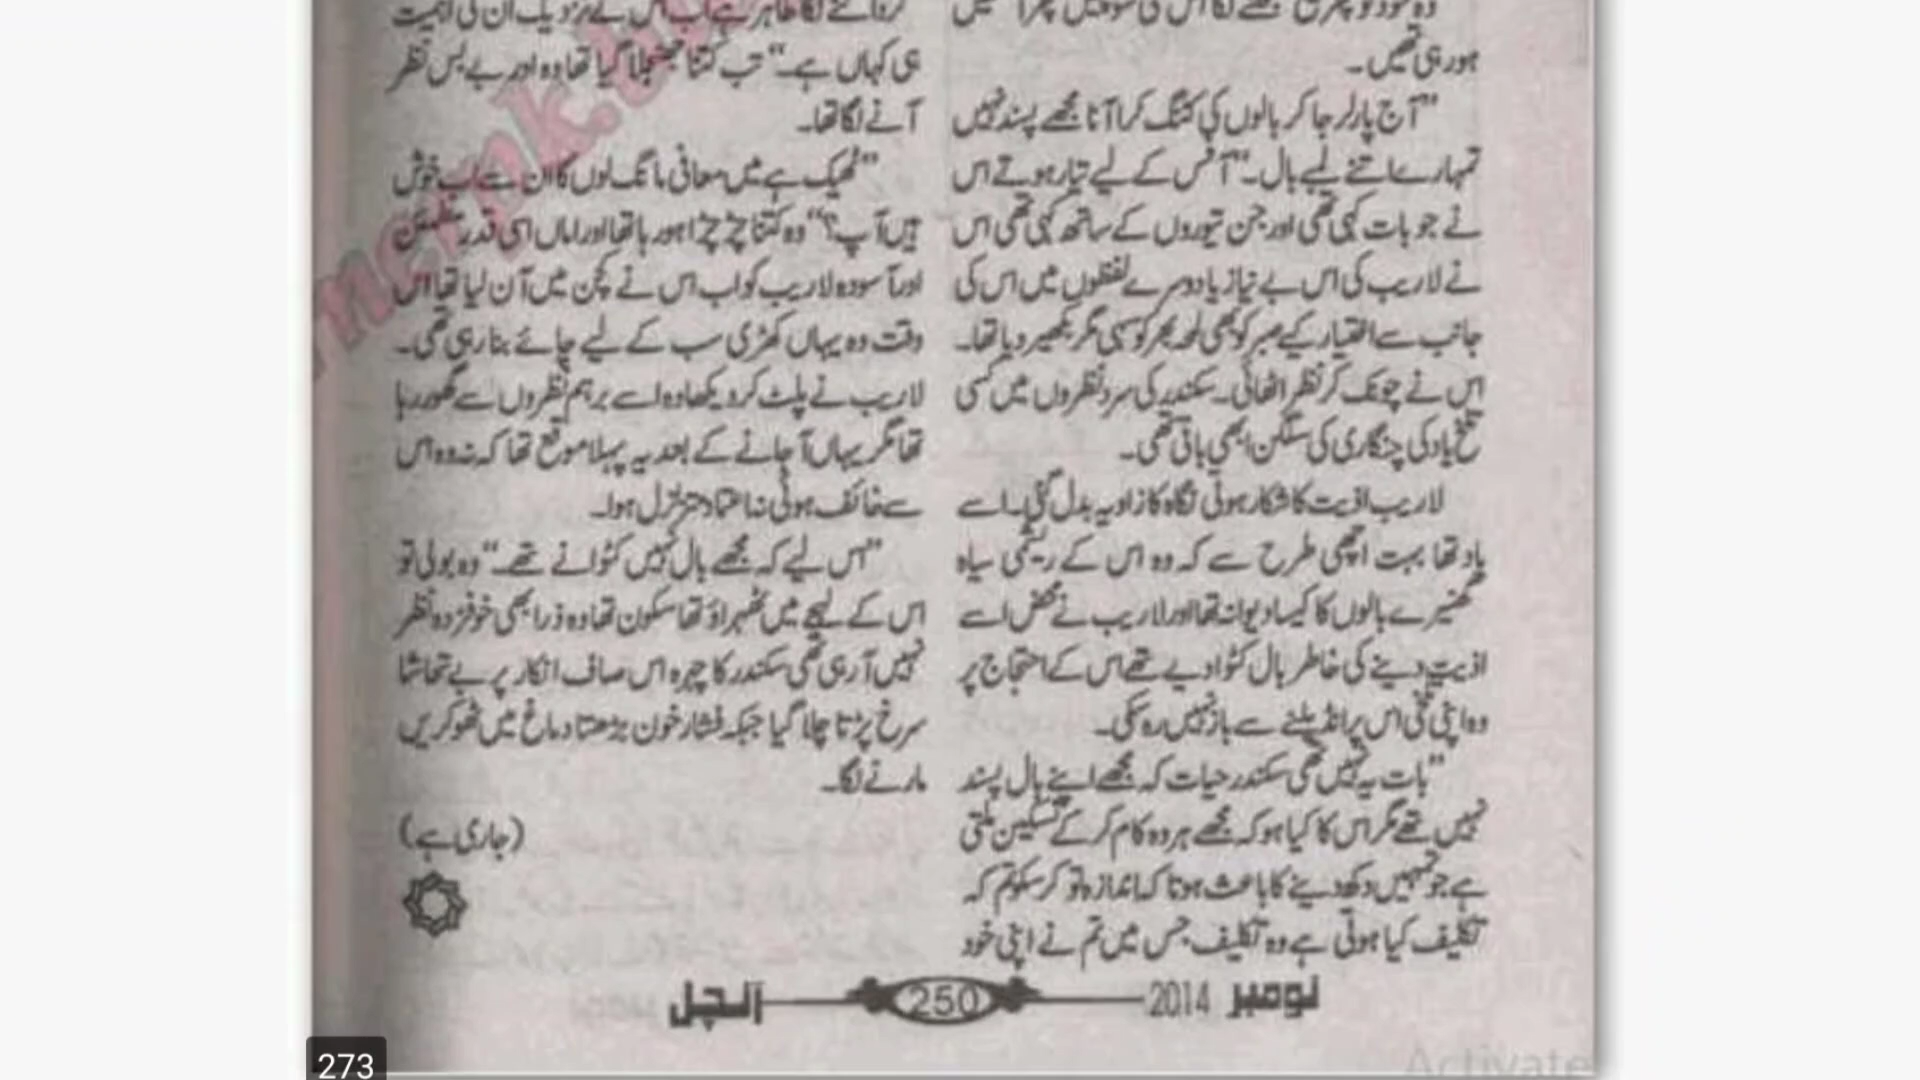 ہورہی تھیں۔
”آج پارلر جا کر بالوں کی کٹنگ کرا آنا مجھے پسند نہیں
تمہارے اتنے لمبے بال۔“ آفس کے لیے تیار ہوتے اس
نے جو بات کہی تھی اور جن تیوروں کے ساتھ کہی تھی اس
نے لاریب کی اس بے نیاز یا دوسرے لفظوں میں اس کی
جانب سے اختیار کیے صبر کو بھی لمحہ بھر کو سہی مگر بکھیر دیا تھا۔
اس نے چونک کر نظر اٹھائی۔ سکندر کی سرد نظروں میں کسی
تلخ یاد کی چنگاری کی سلگن ابھی باقی تھی۔
لاریب اذیت کا شکار ہوئی نگاہ کا زاویہ بدل گئی۔ اسے
یاد تھا بہت اچھی طرح سے کہ وہ اس کے ریشمی سیاہ
گھنیرے بالوں کا کیسا دیوانہ تھا اور لاریب نے محض اسے
اذیت دینے کی خاطر بال کٹوا دیے تھے اس کے احتجاج پر
وہ اپنی تلخی اس پر انڈیلنے سے باز نہیں رہ سکی۔
”بات یہ نہیں تھی سکندر حیات کہ مجھے اپنے بال پسند
نہیں تھے مگر اس کا کیا ہو کہ مجھے ہر وہ کام کر کے تسکین ملتی
ہے جو تمہیں دکھ دینے کا باعث ہوتا کہ اندازہ تو کر سکو تم کہ
تکلیف کیا ہوتی ہے وہ تکلیف جس میں تم نے اپنی خود
ہی کہاں ہے۔“ تب کتنا جھنجلا گیا تھا وہ اور بے بس نظر
آنے لگا تھا۔
”ٹھیک ہے میں معافی مانگ لوں گا ان سے اب خوش
ہیں آپ؟“ وہ کتنا چڑچڑا ہو رہا تھا اور اماں اسی قدر مطمئن
اور آسودہ لاریب کو اب اس نے کچن میں آن لیا تھا اس
وقت وہ یہاں کھڑی سب کے لیے چائے بنا رہی تھی۔
لاریب نے پلٹ کر دیکھا وہ اسے برہم نظروں سے گھور رہا
تھا مگر یہاں آ جانے کے بعد یہ پہلا موقع تھا کہ نہ وہ اس
سے خائف ہوئی نہ اعتماد متزلزل ہوا۔
”اس لیے کہ مجھے بال نہیں کٹوانے تھے۔“ وہ بولی تو
اس کے لہجے میں ٹھہراؤ تھا سکون تھا وہ ذرا بھی خوفزدہ نظر
نہیں آ رہی تھی سکندر کا چہرہ اس صاف انکار پر بے تحاشا
سرخ پڑتا چلا گیا جبکہ فشار خون بڑھتا دماغ میں ٹھوکریں
مارنے لگا۔
(جاری ہے)
نومبر 2014 250 آنچل
273
Activate